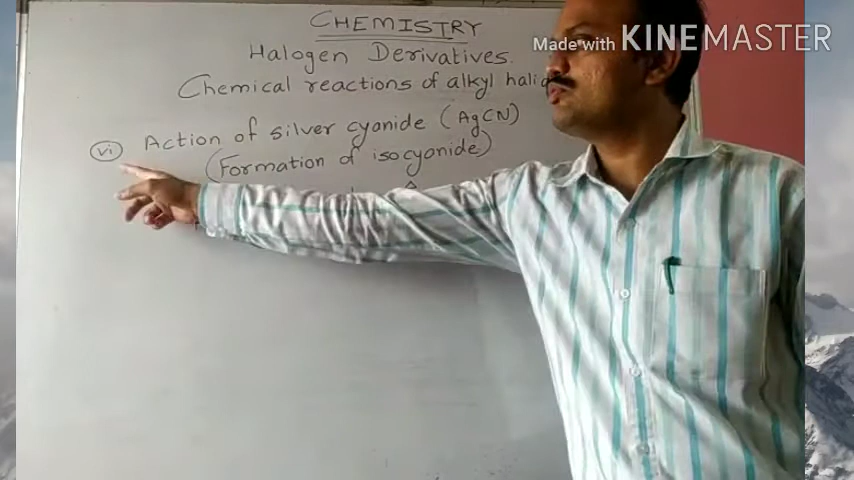 CHEMISTRY
Made with KINEMASTER
Halogen Derivatives.
Chemical reactions of alkyl halid
(vi) Action of silver cyanide (AgCN)
(Formation of isocyanide)
Δ